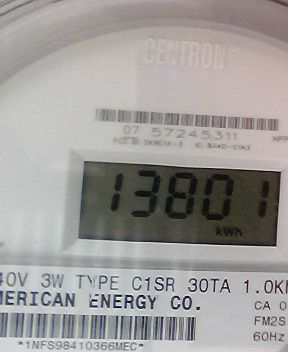 CENTRON®
07 57245311
13801
kWh
40V 3W TYPE C1SR 30TA 1.0K
MERICAN ENERGY CO.
CA 0
FM2S
60Hz
*1NFS98410366MEC*